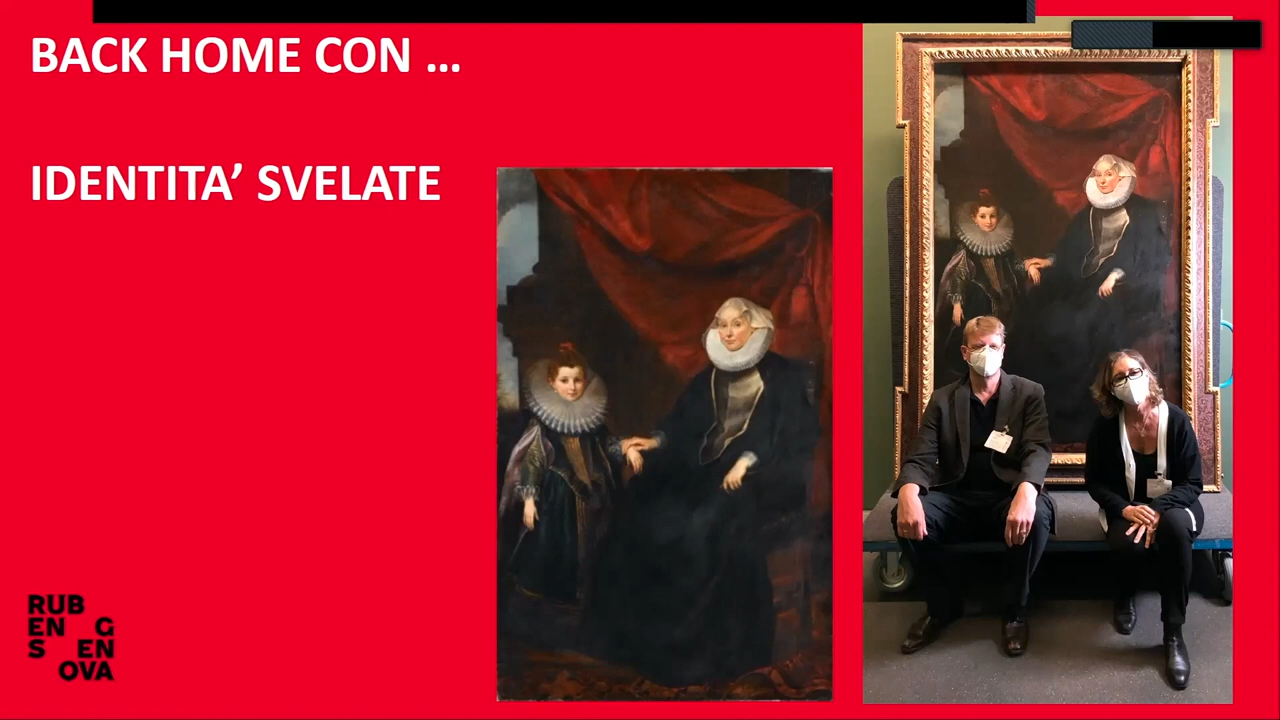 BACK HOME CON ...
IDENTITA’ SVELATE
RUB
EN G
S EN
OVA